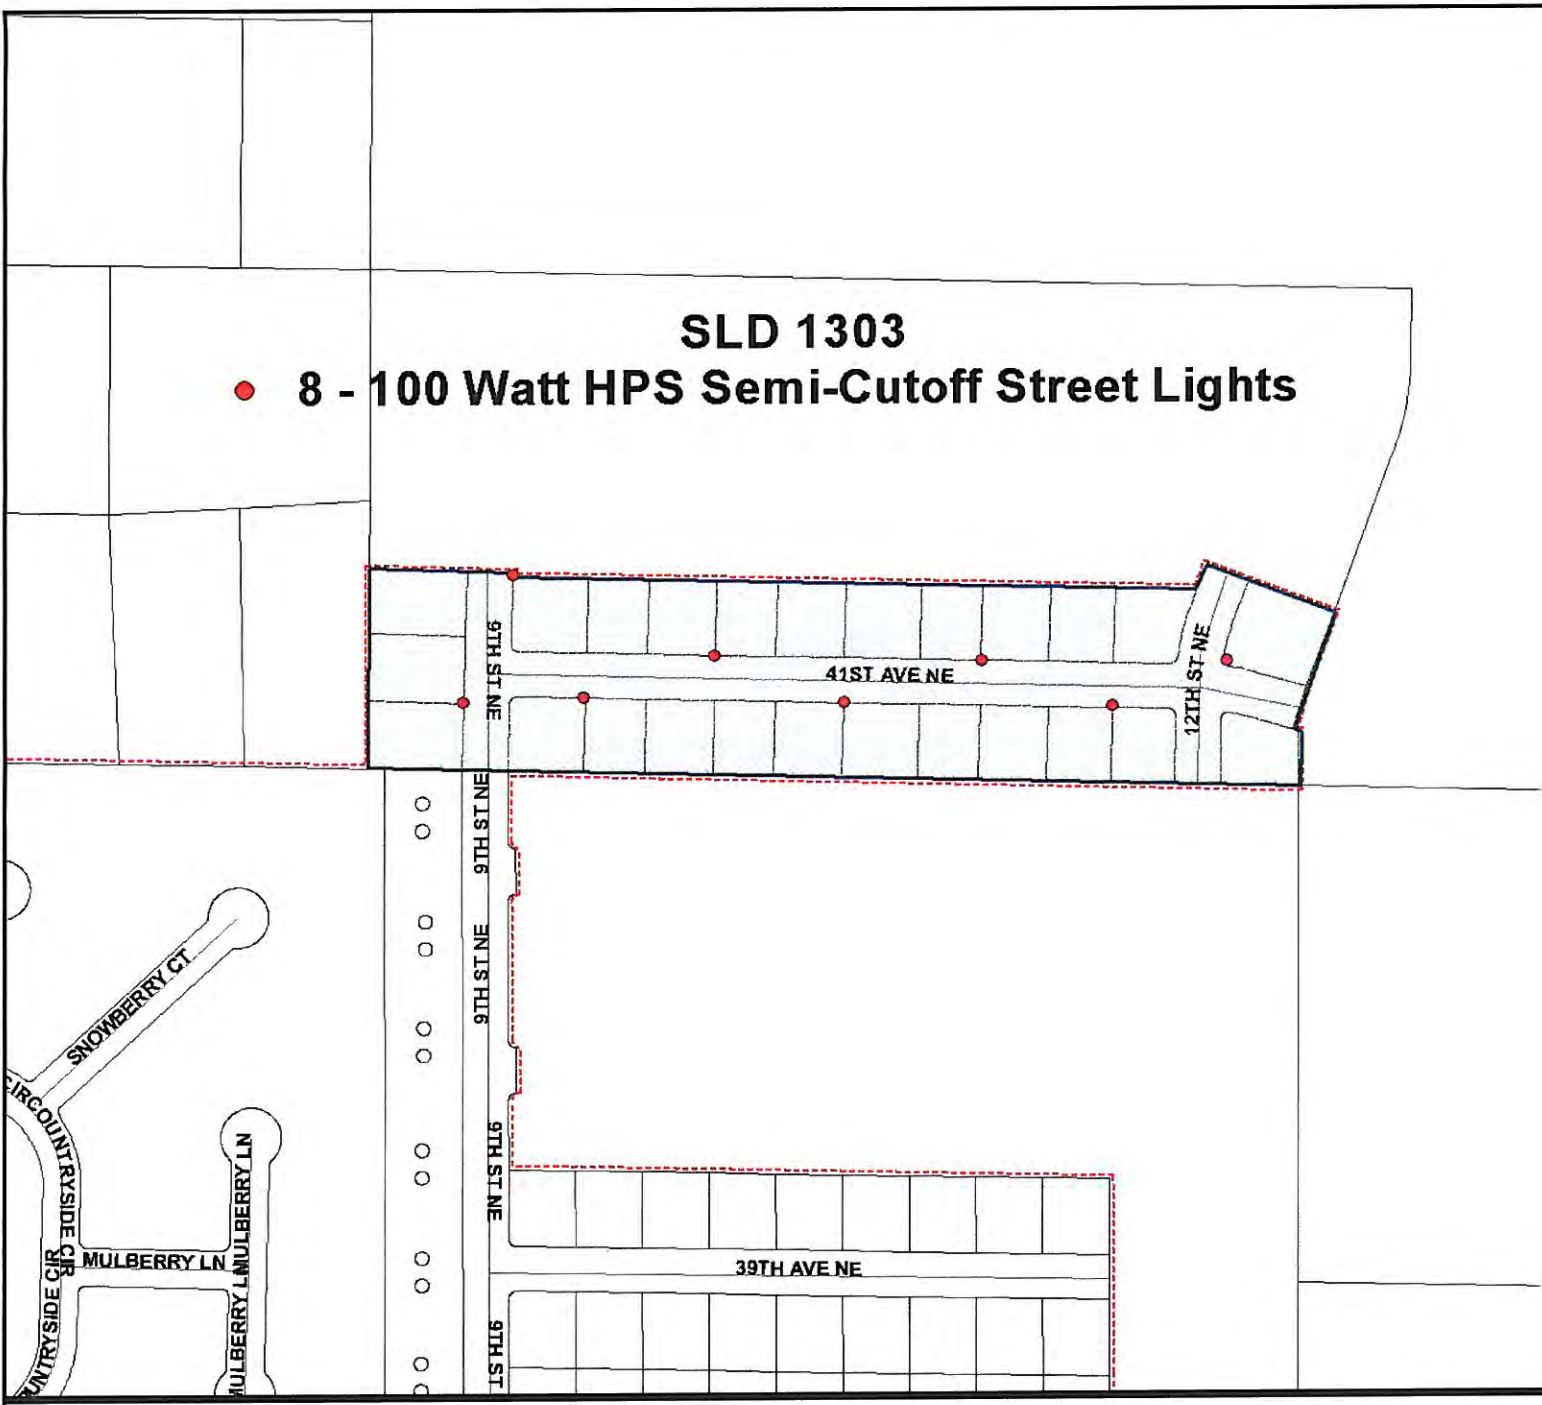 SLD 1303
8 - 100 Watt HPS Semi-Cutoff Street Lights
9TH ST NE
41ST AVE NE
12TH ST NE
9TH ST NE
9TH ST NE
SNOWBERRY CT
9TH ST NE
COUNTRYSIDE CIR
MULBERRY LN
MULBERRY LN
MULBERRY LN
39TH AVE NE
UNTRYSIDE CIR
9TH ST